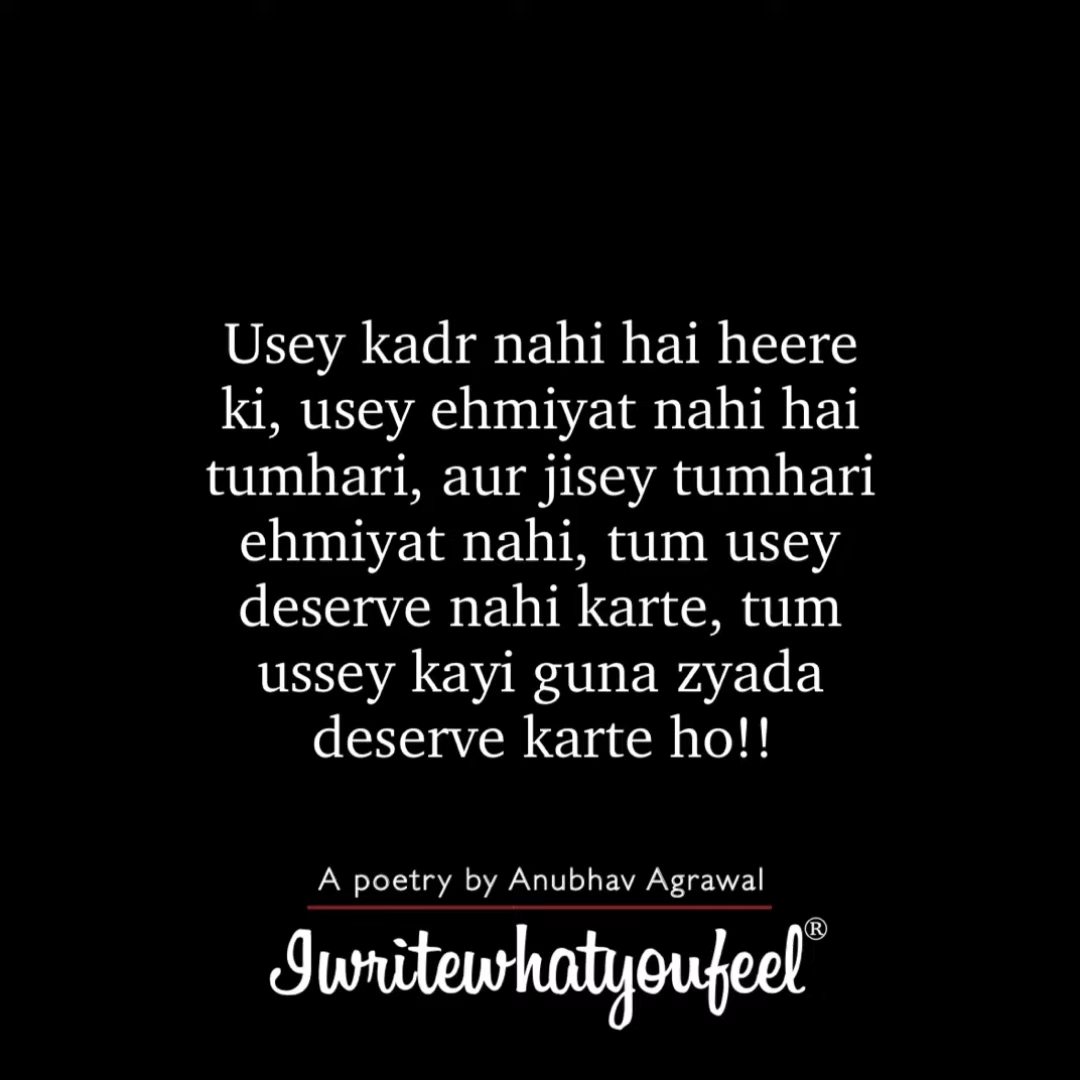 Usey kadr nahi hai heere
ki, usey ehmiyat nahi hai
tumhari, aur jisey tumhari
ehmiyat nahi, tum usey
deserve nahi karte, tum
ussey kayi guna zyada
deserve karte ho!!
A poetry by Anubhav Agrawal
Iwritewhatyoufeel®